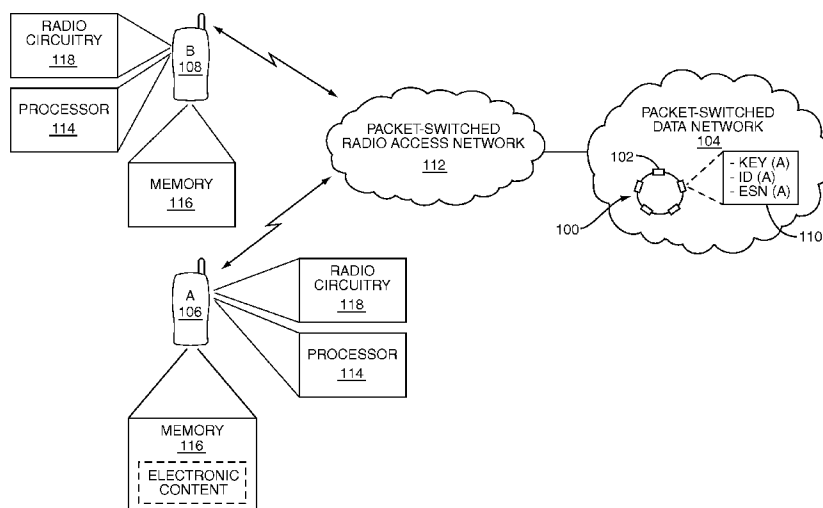 RADIO
CIRCUITRY
118
PROCESSOR
114
B
108
MEMORY
116
PACKET-SWITCHED
RADIO ACCESS NETWORK
112
PACKET-SWITCHED
DATA NETWORK
104
102
- KEY (A)
- ID (A)
- ESN (A)
100
110
A
106
RADIO
CIRCUITRY
118
PROCESSOR
114
MEMORY
116
ELECTRONIC
CONTENT